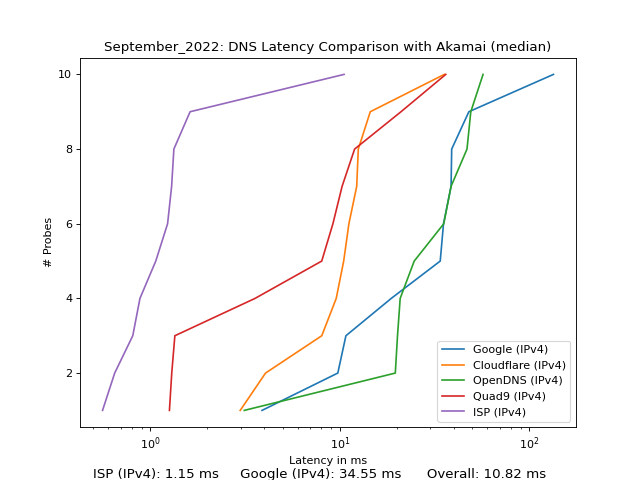 September_2022: DNS Latency Comparison with Akamai (median)
10
8
6
4
2
# Probes
Google (IPv4)
Cloudflare (IPv4)
OpenDNS (IPv4)
Quad9 (IPv4)
ISP (IPv4)
10⁰ 10¹ 10²
Latency in ms
ISP (IPv4): 1.15 ms Google (IPv4): 34.55 ms Overall: 10.82 ms